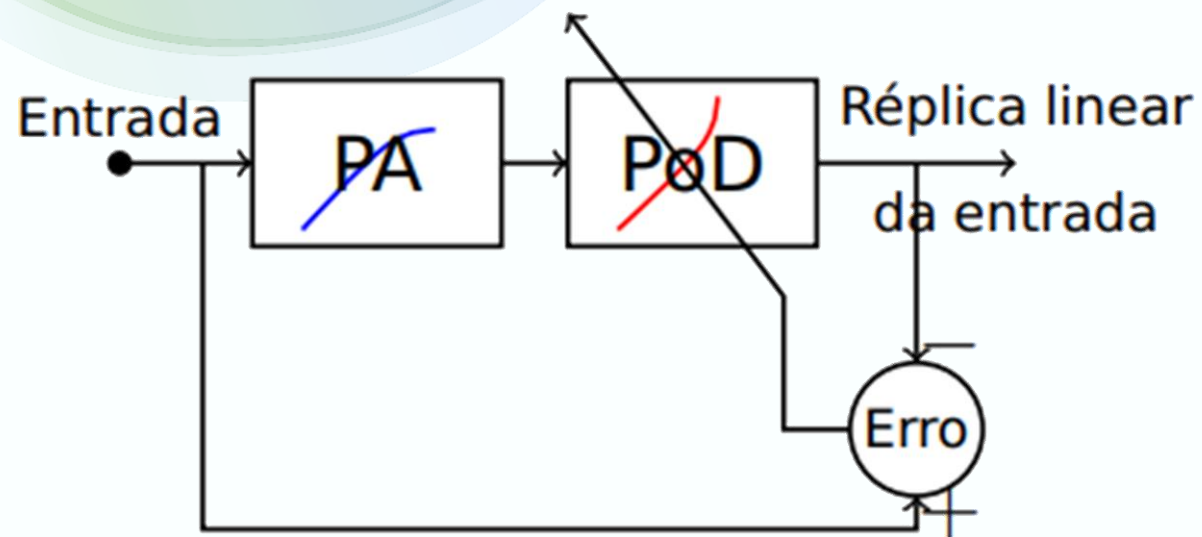 Entrada
PA
PoD
Réplica linear
da entrada
−
Erro
+